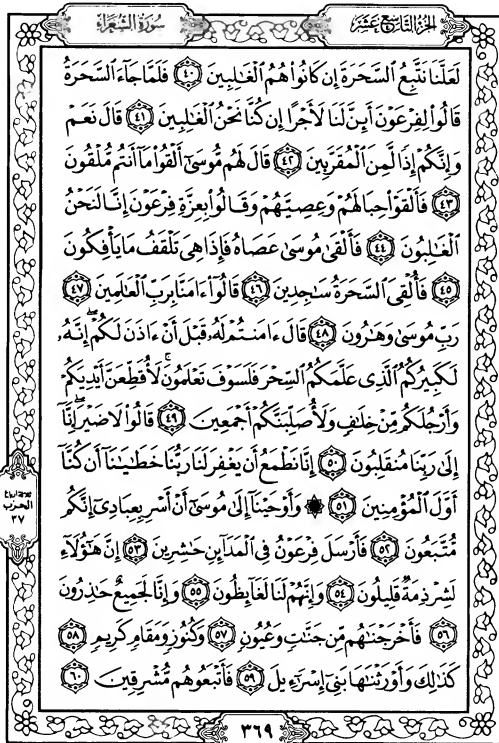 سورة الشعراء
الجزء التاسع عشر
لَعَلَّنَا نَتَّبِعُ السَّحَرَةَ إِن كَانُوا۟ هُمُ ٱلْغَـٰلِبِينَ ٤٠ فَلَمَّا جَآءَ ٱلسَّحَرَةُ
قَالُوا۟ لِفِرْعَوْنَ أَئِنَّ لَنَا لَأَجْرًا إِن كُنَّا نَحْنُ ٱلْغَـٰلِبِينَ ٤١ قَالَ نَعَمْ
وَإِنَّكُمْ إِذًا لَّمِنَ ٱلْمُقَرَّبِينَ ٤٢ قَالَ لَهُم مُّوسَىٰٓ أَلْقُوا۟ مَآ أَنتُم مُّلْقُونَ
٤٣ فَأَلْقَوْا۟ حِبَالَهُمْ وَعِصِيَّهُمْ وَقَالُوا۟ بِعِزَّةِ فِرْعَوْنَ إِنَّا لَنَحْنُ
ٱلْغَـٰلِبُونَ ٤٤ فَأَلْقَىٰ مُوسَىٰ عَصَاهُ فَإِذَا هِىَ تَلْقَفُ مَا يَأْفِكُونَ
٤٥ فَأُلْقِىَ ٱلسَّحَرَةُ سَـٰجِدِينَ ٤٦ قَالُوٓا۟ ءَامَنَّا بِرَبِّ ٱلْعَـٰلَمِينَ ٤٧
رَبِّ مُوسَىٰ وَهَـٰرُونَ ٤٨ قَالَ ءَامَنتُمْ لَهُۥ قَبْلَ أَنْ ءَاذَنَ لَكُمْ ۖ إِنَّهُۥ
لَكَبِيرُكُمُ ٱلَّذِى عَلَّمَكُمُ ٱلسِّحْرَ فَلَسَوْفَ تَعْلَمُونَ ۚ لَأُقَطِّعَنَّ أَيْدِيَكُمْ
وَأَرْجُلَكُم مِّنْ خِلَـٰفٍ وَلَأُصَلِّبَنَّكُمْ أَجْمَعِينَ ٤٩ قَالُوا۟ لَا ضَيْرَ ۖ إِنَّآ
إِلَىٰ رَبِّنَا مُنقَلِبُونَ ٥٠ إِنَّا نَطْمَعُ أَن يَغْفِرَ لَنَا رَبُّنَا خَطَـٰيَـٰنَآ أَن كُنَّآ
أَوَّلَ ٱلْمُؤْمِنِينَ ٥١ ۞ وَأَوْحَيْنَآ إِلَىٰ مُوسَىٰٓ أَنْ أَسْرِ بِعِبَادِىٓ إِنَّكُم
مُّتَّبَعُونَ ٥٢ فَأَرْسَلَ فِرْعَوْنُ فِى ٱلْمَدَآئِنِ حَـٰشِرِينَ ٥٣ إِنَّ هَـٰٓؤُلَآءِ
لَشِرْذِمَةٌ قَلِيلُونَ ٥٤ وَإِنَّهُمْ لَنَا لَغَآئِظُونَ ٥٥ وَإِنَّا لَجَمِيعٌ حَـٰذِرُونَ
٥٦ فَأَخْرَجْنَـٰهُم مِّن جَنَّـٰتٍ وَعُيُونٍ ٥٧ وَكُنُوزٍ وَمَقَامٍ كَرِيمٍ ٥٨
كَذَٰلِكَ وَأَوْرَثْنَـٰهَا بَنِىٓ إِسْرَٰٓءِيلَ ٥٩ فَأَتْبَعُوهُم مُّشْرِقِينَ ٦٠
ثلاثة أرباع
الحزب
٣٧
٣٦٩